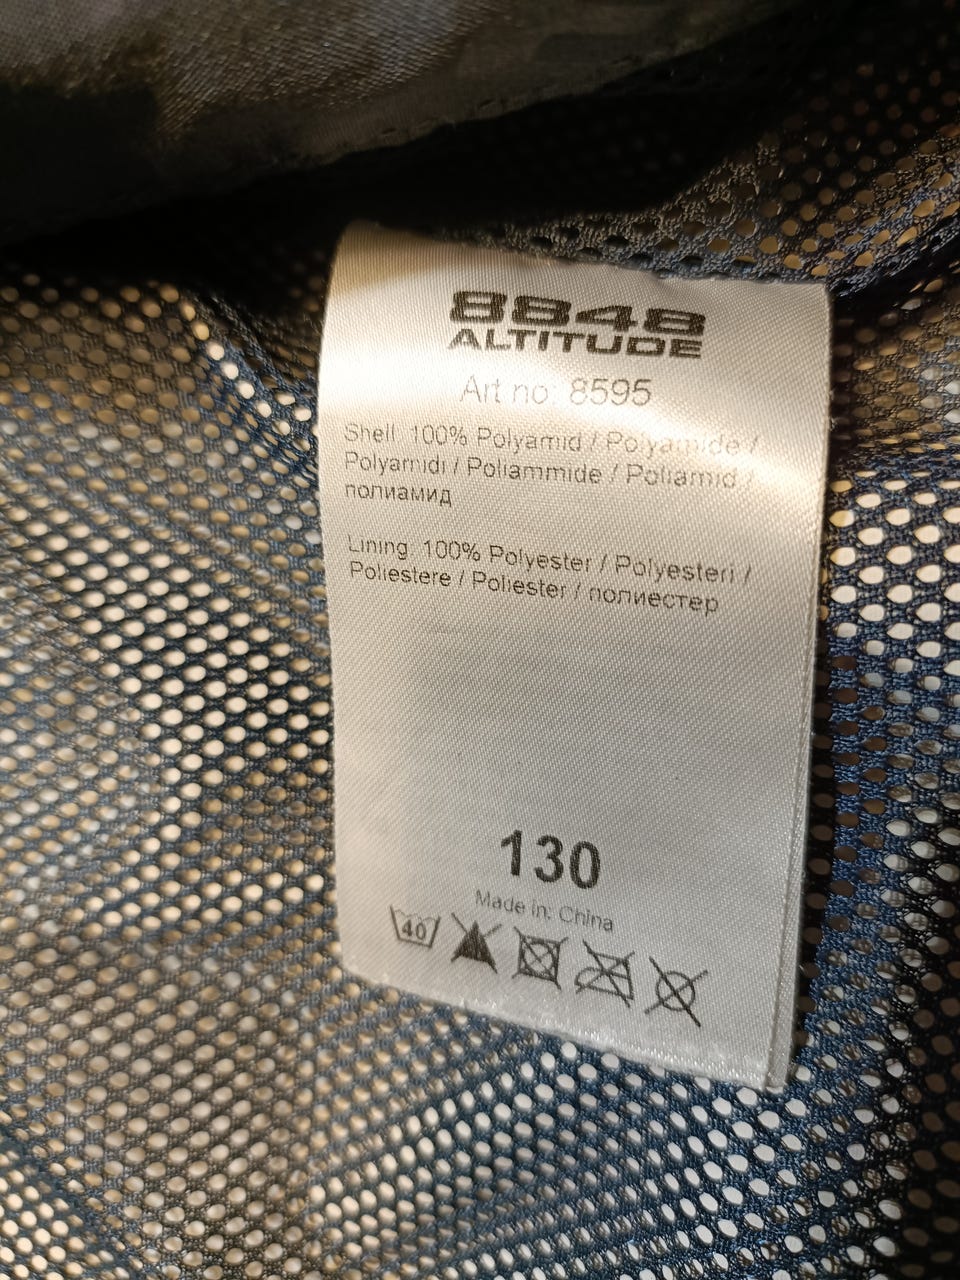 8848
ALTITUDE
Art no: 8595
Shell: 100% Polyamid / Polyamide /
Polyamidi / Poliammide / Poliamid /
полиамид
Lining: 100% Polyester / Polyesteri /
Poliestere / Poliester / полиестер
130
Made in: China
40